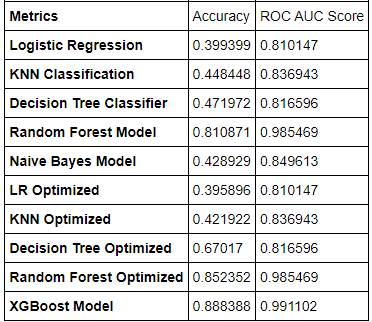 Metrics Accuracy ROC AUC Score
Logistic Regression 0.399399 0.810147
KNN Classification 0.448448 0.836943
Decision Tree Classifier 0.471972 0.816596
Random Forest Model 0.810871 0.985469
Naive Bayes Model 0.428929 0.849613
LR Optimized 0.395896 0.810147
KNN Optimized 0.421922 0.836943
Decision Tree Optimized 0.67017 0.816596
Random Forest Optimized 0.852352 0.985469
XGBoost Model 0.888388 0.991102